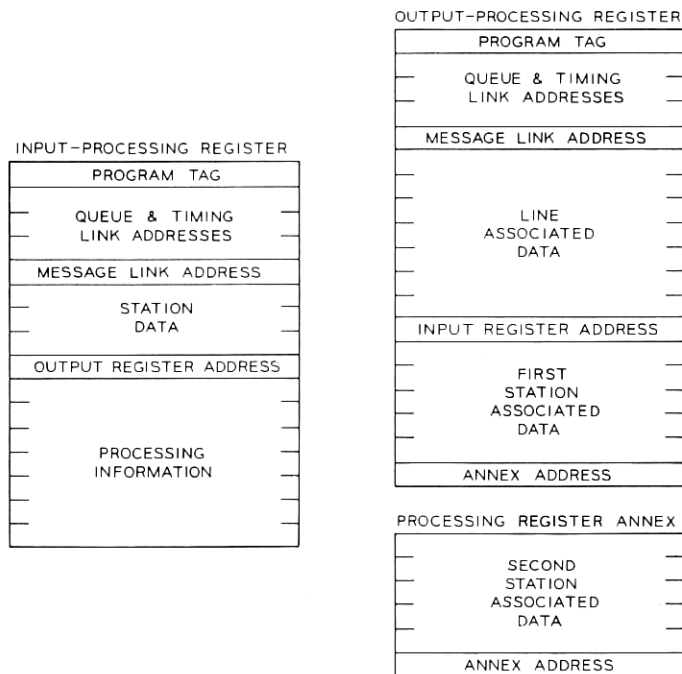 INPUT-PROCESSING REGISTER
PROGRAM TAG
QUEUE & TIMING
LINK ADDRESSES
MESSAGE LINK ADDRESS
STATION
DATA
OUTPUT REGISTER ADDRESS
PROCESSING
INFORMATION
OUTPUT-PROCESSING REGISTER
PROGRAM TAG
QUEUE & TIMING
LINK ADDRESSES
MESSAGE LINK ADDRESS
LINE
ASSOCIATED
DATA
INPUT REGISTER ADDRESS
FIRST
STATION
ASSOCIATED
DATA
ANNEX ADDRESS
PROCESSING REGISTER ANNEX
SECOND
STATION
ASSOCIATED
DATA
ANNEX ADDRESS